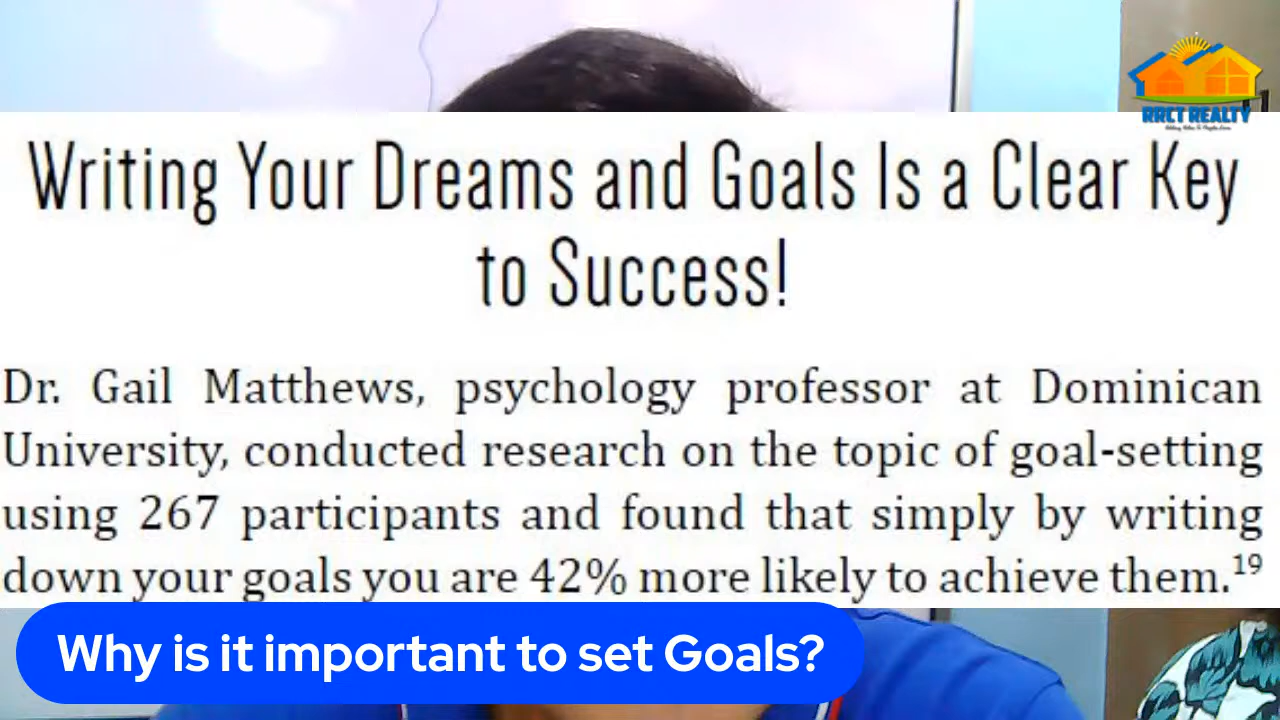 RRCT REALTY
Writing Your Dreams and Goals Is a Clear Key
to Success!
Dr. Gail Matthews, psychology professor at Dominican
University, conducted research on the topic of goal-setting
using 267 participants and found that simply by writing
down your goals you are 42% more likely to achieve them.19
Why is it important to set Goals?